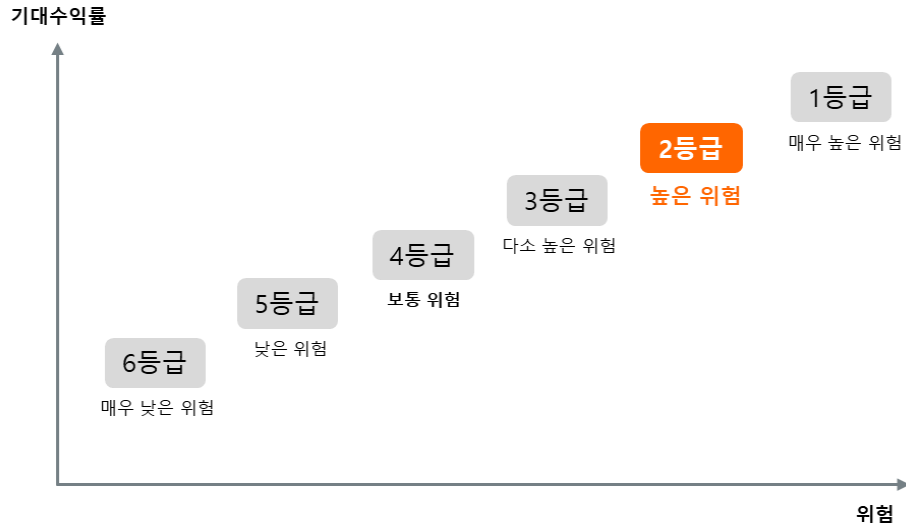 기대수익률
1등급
매우 높은 위험
2등급
높은 위험
3등급
다소 높은 위험
4등급
보통 위험
5등급
낮은 위험
6등급
매우 낮은 위험
위험